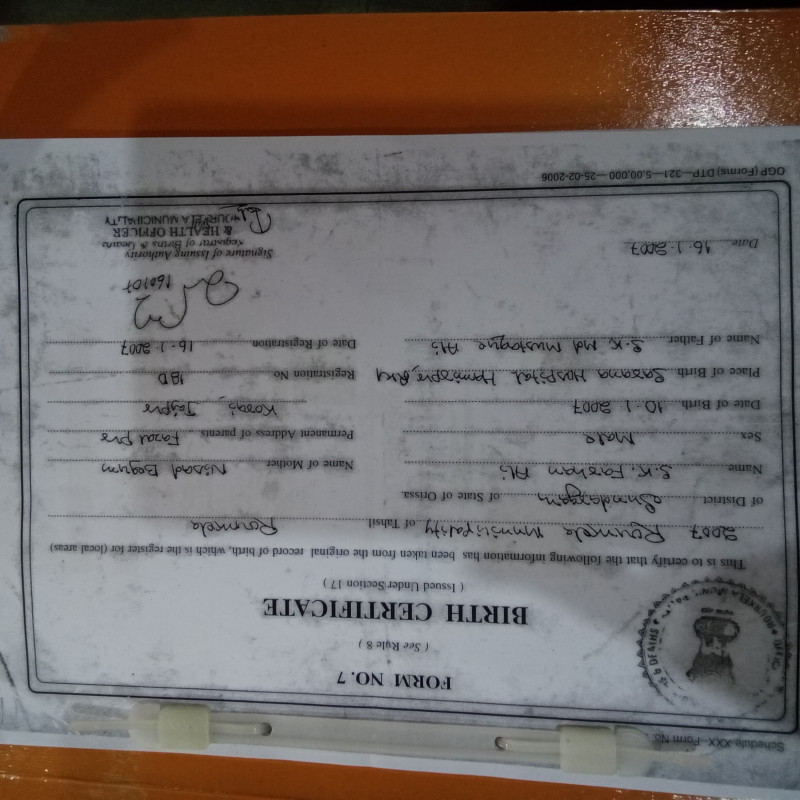 Schedule XXX-Form No.
FORM NO. 7
( See Rule 8 )
BIRTH CERTIFICATE
( Issued Under Section 17 )
This is to certify that the following information has been taken from the original record of birth, which is the register for (local areas)
2007 Rourkela Municipality of Tahsil Rourkela
of District Sundargarh of State of Orissa.
Name S.K. Farehan Ali
Name of Mother Nisad Begum
Sex Male
Permanent Address of parents Fazal pur
Date of Birth 10.1.2007
Korai, Jajpur
Place of Birth Hospital
Registration No 180
Name of Father S.K. Md Mustaque Ali
Date of Registration 16.1.2007
160107
Signature of Issuing Authority
Registrar of Births & Deaths
& HEALTH OFFICER
ROURKELA MUNICIPALITY
Date 16.1.2007
OGP (Forms) DTP—321—5,00,000—25-02-2006